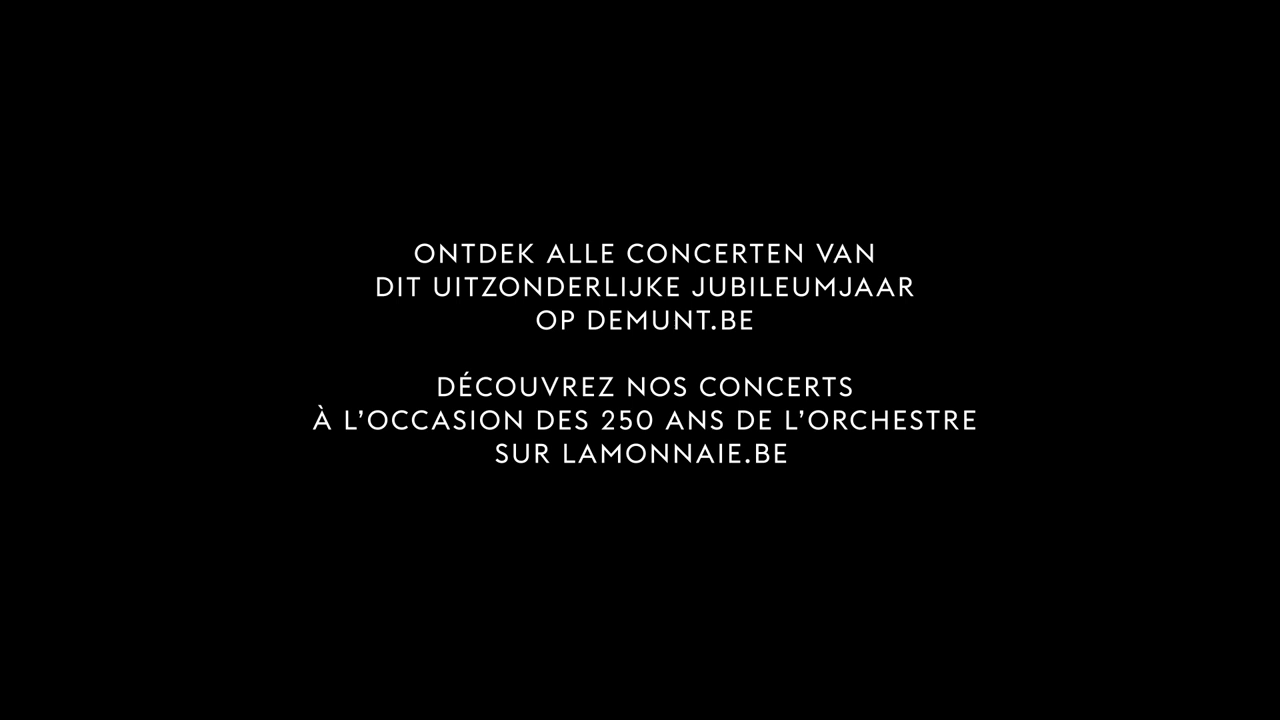 ONTDEK ALLE CONCERTEN VAN
DIT UITZONDERLIJKE JUBILEUMJAAR
OP DEMUNT.BE
DÉCOUVREZ NOS CONCERTS
À L’OCCASION DES 250 ANS DE L’ORCHESTRE
SUR LAMONNAIE.BE